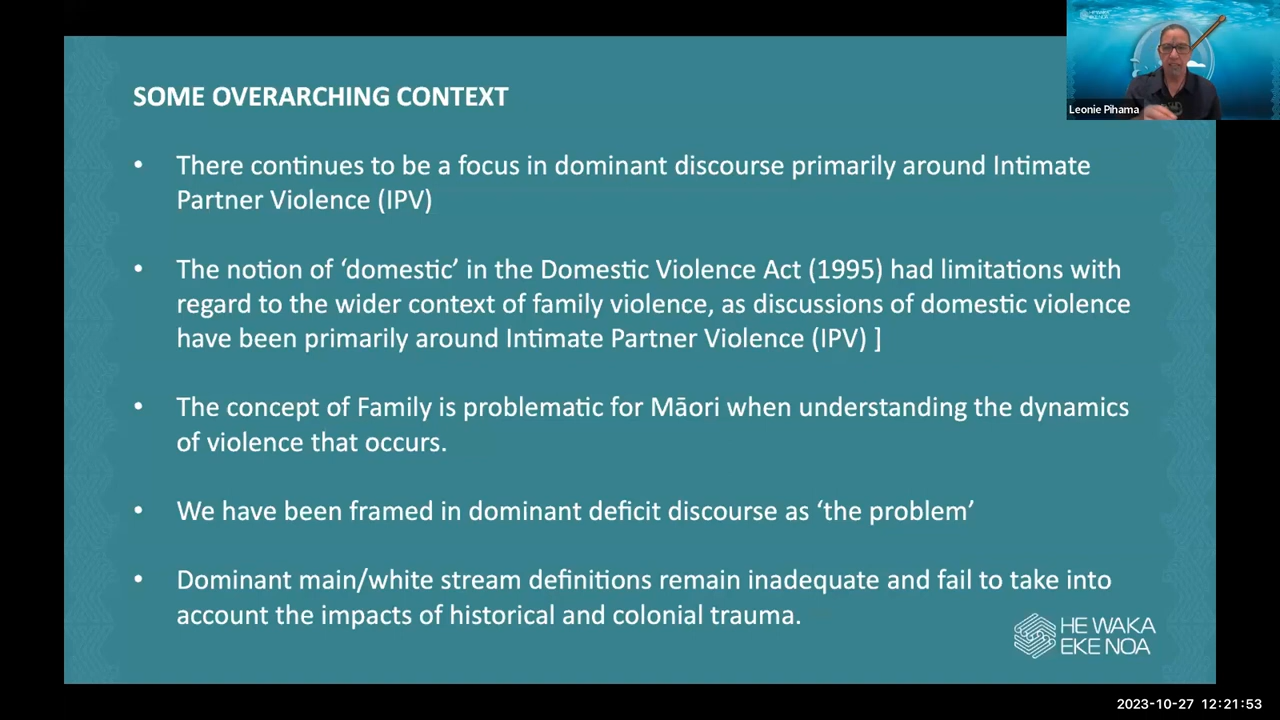 SOME OVERARCHING CONTEXT
Leonie Pihama
• There continues to be a focus in dominant discourse primarily around Intimate
Partner Violence (IPV)
• The notion of ‘domestic’ in the Domestic Violence Act (1995) had limitations with
regard to the wider context of family violence, as discussions of domestic violence
have been primarily around Intimate Partner Violence (IPV) ]
• The concept of Family is problematic for Māori when understanding the dynamics
of violence that occurs.
• We have been framed in dominant deficit discourse as ‘the problem’
• Dominant main/white stream definitions remain inadequate and fail to take into
account the impacts of historical and colonial trauma.
HE WAKA
EKE NOA
2023-10-27 12:21:53